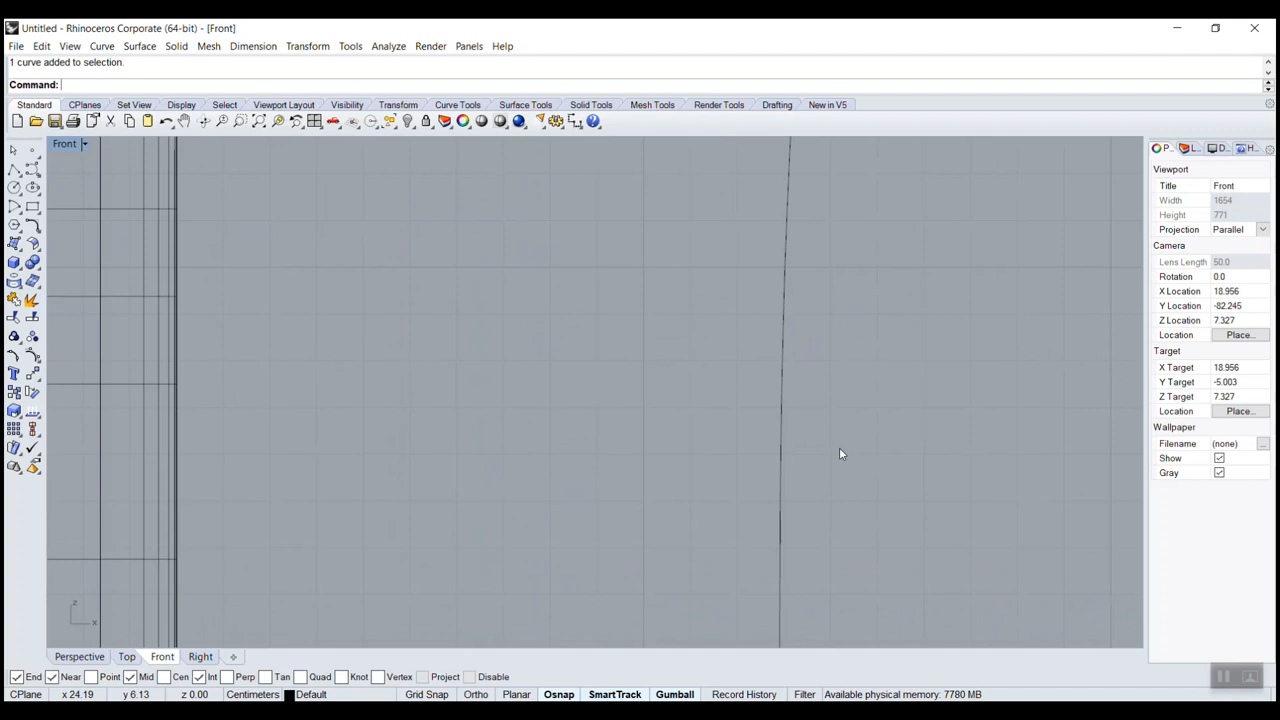 Untitled - Rhinoceros Corporate (64-bit) - [Front]
File Edit View Curve Surface Solid Mesh Dimension Transform Tools Analyze Render Panels Help
1 curve added to selection.
Command:
Standard CPlanes Set View Display Select Viewport Layout Visibility Transform Curve Tools Surface Tools Solid Tools Mesh Tools Render Tools Drafting New in V5
Front
P... L... D... H...
Viewport
Title Front
Width 1654
Height 771
Projection Parallel
Camera
Lens Length 50.0
Rotation 0.0
X Location 18.956
Y Location -82.245
Z Location 7.327
Location Place...
Target
X Target 18.956
Y Target -5.003
Z Target 7.327
Location Place...
Wallpaper
Filename (none) ...
Show
Gray
z
x
Perspective Top Front Right
End Near Point Mid Cen Int Perp Tan Quad Knot Vertex Project Disable
CPlane x 24.19 y 6.13 z 0.00 Centimeters Default Grid Snap Ortho Planar Osnap SmartTrack Gumball Record History Filter Available physical memory: 7780 MB